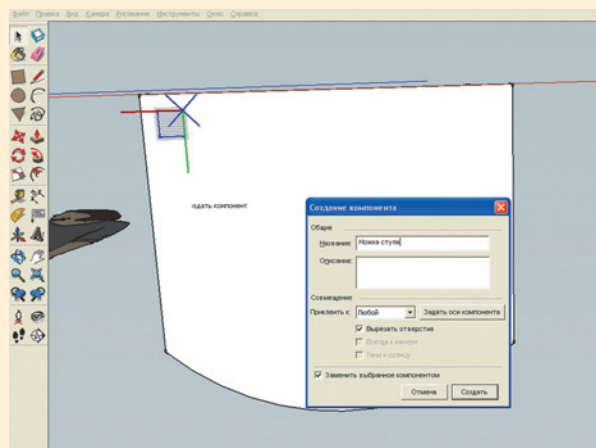 Файл Правка Вид Камера Рисование Инструменты Окно Справка
одать компонент
Создание компонента
Общие
Название: Ножка стула
Описание:
Совмещение
Приклеить к: Любой Задать оси компонента
Вырезать отверстие
Всегда к камере
Тени к солнцу
Заменить выбранное компонентом
Отмена Создать